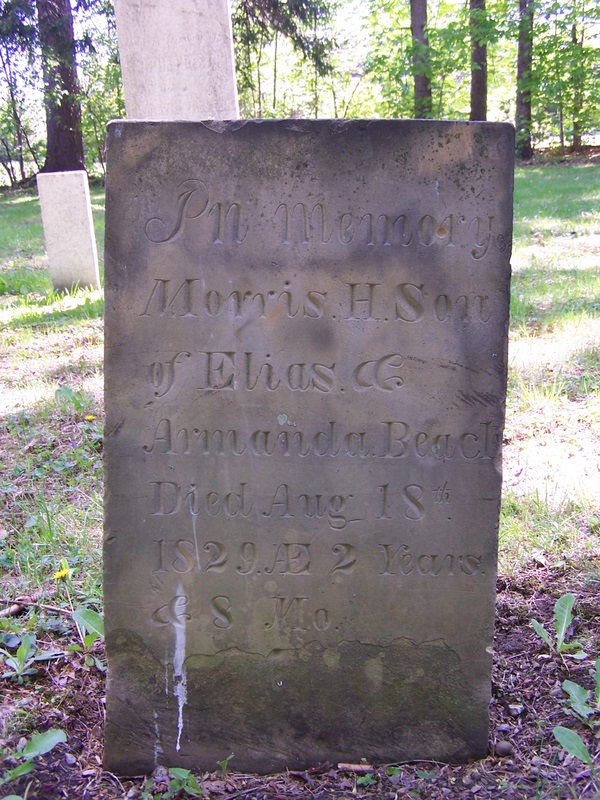 In memory
Morris. H. Son
of Elias. &
Armanda. Beach
Died Aug 18th
1829. Æ 2 Years.
& 8 Mo.